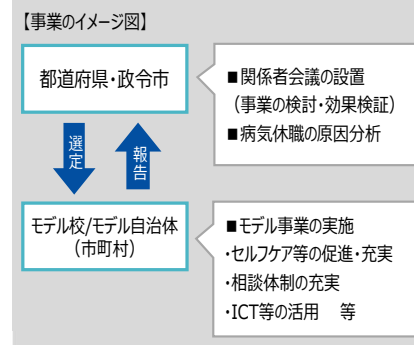 【事業のイメージ図】
都道府県・政令市
■関係者会議の設置
(事業の検討・効果検証)
■病気休職の原因分析
選定
報告
モデル校/モデル自治体
(市町村)
■モデル事業の実施
・セルフケア等の促進・充実
・相談体制の充実
・ICT等の活用　等